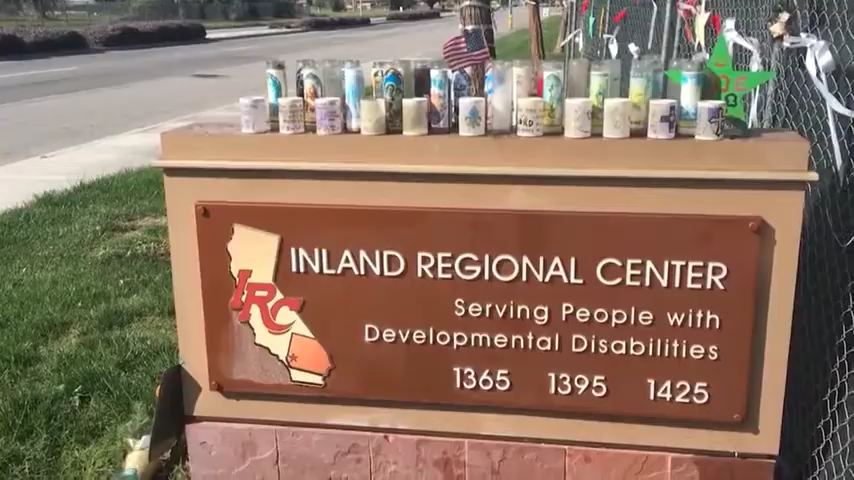 INLAND REGIONAL CENTER
IRC
Serving People with
Developmental Disabilities
1365 1395 1425